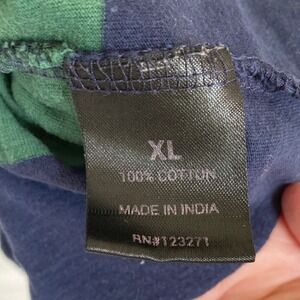 XL
100% COTTON
MADE IN INDIA
RN#123271